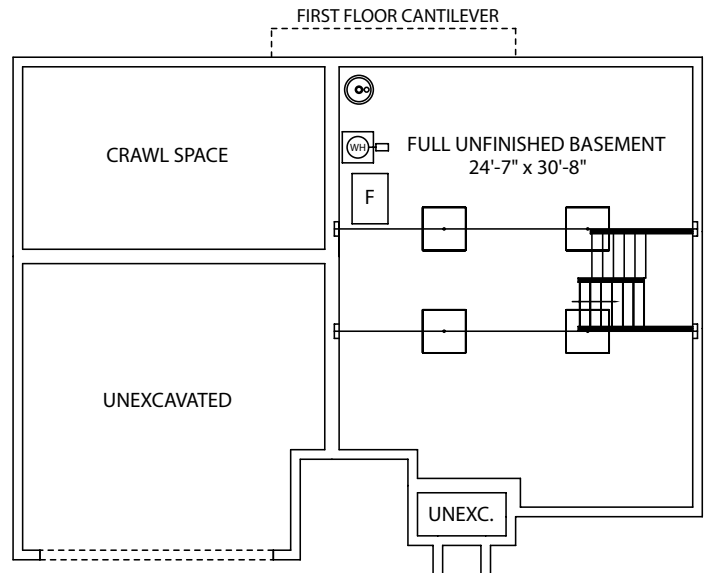 FIRST FLOOR CANTILEVER
CRAWL SPACE
WH
FULL UNFINISHED BASEMENT
24'-7" x 30'-8"
F
UNEXCAVATED
UNEXC.